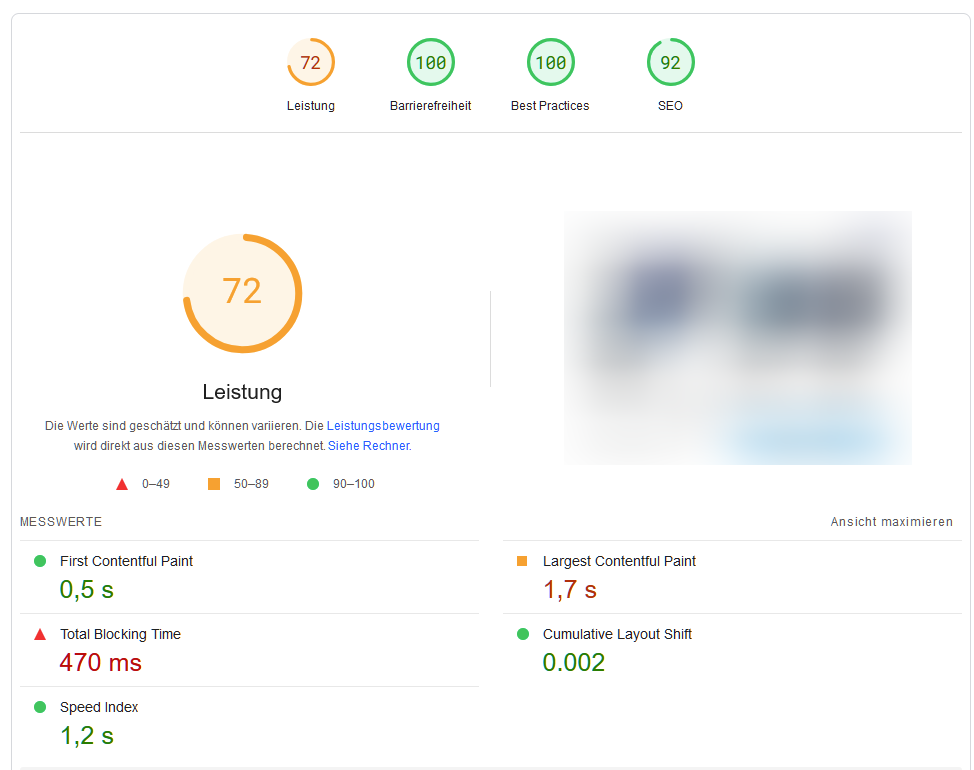 72
100
100
92
Leistung
Barrierefreiheit
Best Practices
SEO
72
Leistung
Die Werte sind geschätzt und können variieren. Die Leistungsbewertung
wird direkt aus diesen Messwerten berechnet. Siehe Rechner.
0–49
50–89
90–100
MESSWERTE
Ansicht maximieren
First Contentful Paint
0,5 s
Largest Contentful Paint
1,7 s
Total Blocking Time
470 ms
Cumulative Layout Shift
0.002
Speed Index
1,2 s